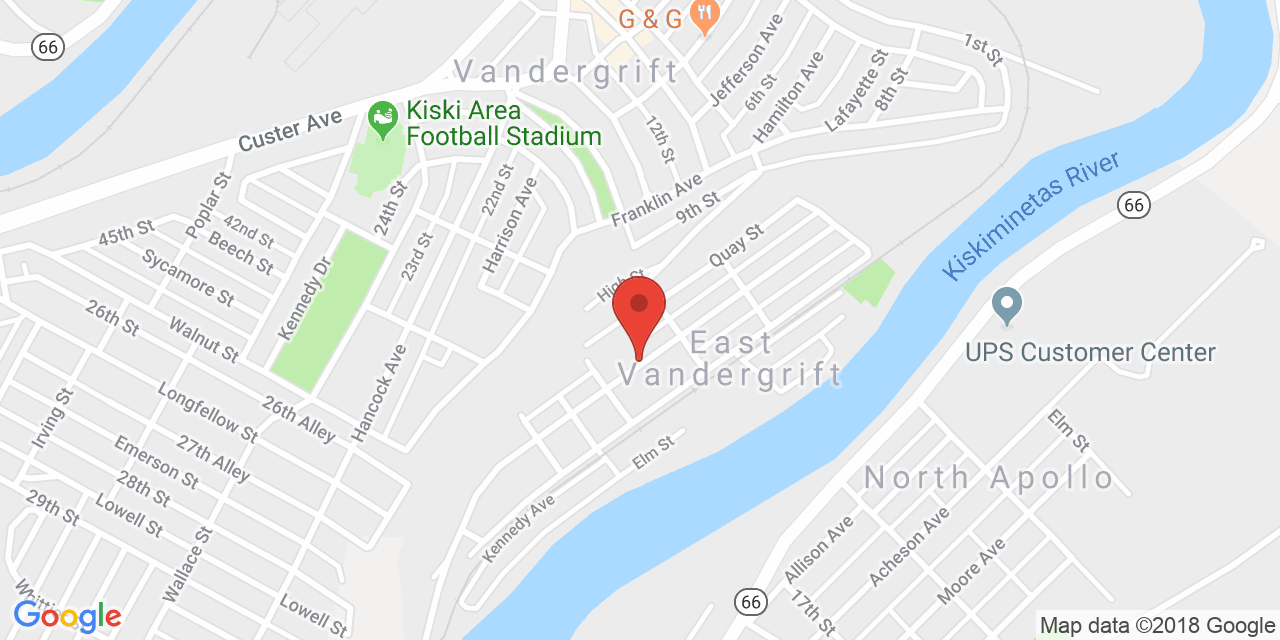 G & G
1st St
66
Vandergrift
Jefferson Ave
6th St
Hamilton Ave
Lafayette St
8th St
Kiski Area
Football Stadium
Custer Ave
12th St
Kiskiminetas River
66
Franklin Ave
9th St
22nd St
Harrison Ave
24th St
Poplar St
42nd St
Beech St
45th St
Sycamore St
23rd St
Quay St
High St
Kennedy Dr
26th St
Walnut St
East
Vandergrift
UPS Customer Center
Hancock Ave
Irving St
Longfellow St
26th Alley
Elm St
Elm St
27th Alley
Emerson St
28th St
North Apollo
29th St
Lowell St
Kennedy Ave
Allison Ave
Acheson Ave
Moore Ave
Wallace St
66
17th St
Lowell St
Google
Map data ©2018 Google